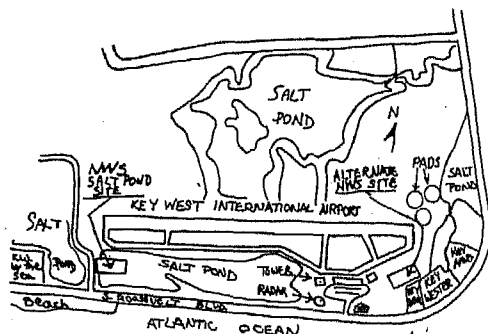 SALT
POND
N
NWS
SALT POND
SITE
ALTERNATE
NWS SITE
PADS
SALT
POND
KEY WEST INTERNATIONAL AIRPORT
SALT
POND
SALT POND
TOWER
RADAR
KEY
WESTER
S ROOSEVELT BLVD
Beach
ATLANTIC OCEAN